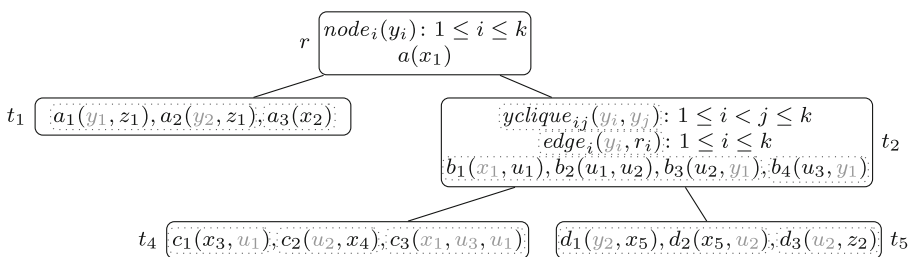 r
node_i(y_i): 1 ≤ i ≤ k
a(x_1)
t_1
a_1(y_1, z_1), a_2(y_2, z_1), a_3(x_2)
yclique_{ij}(y_i, y_j): 1 ≤ i < j ≤ k
edge_i(y_i, r_i): 1 ≤ i ≤ k
b_1(x_1, u_1), b_2(u_1, u_2), b_3(u_2, y_1), b_4(u_3, y_1)
t_2
t_4
c_1(x_3, u_1), c_2(u_2, x_4), c_3(x_1, u_3, u_1)
d_1(y_2, x_5), d_2(x_5, u_2), d_3(u_2, z_2)
t_5